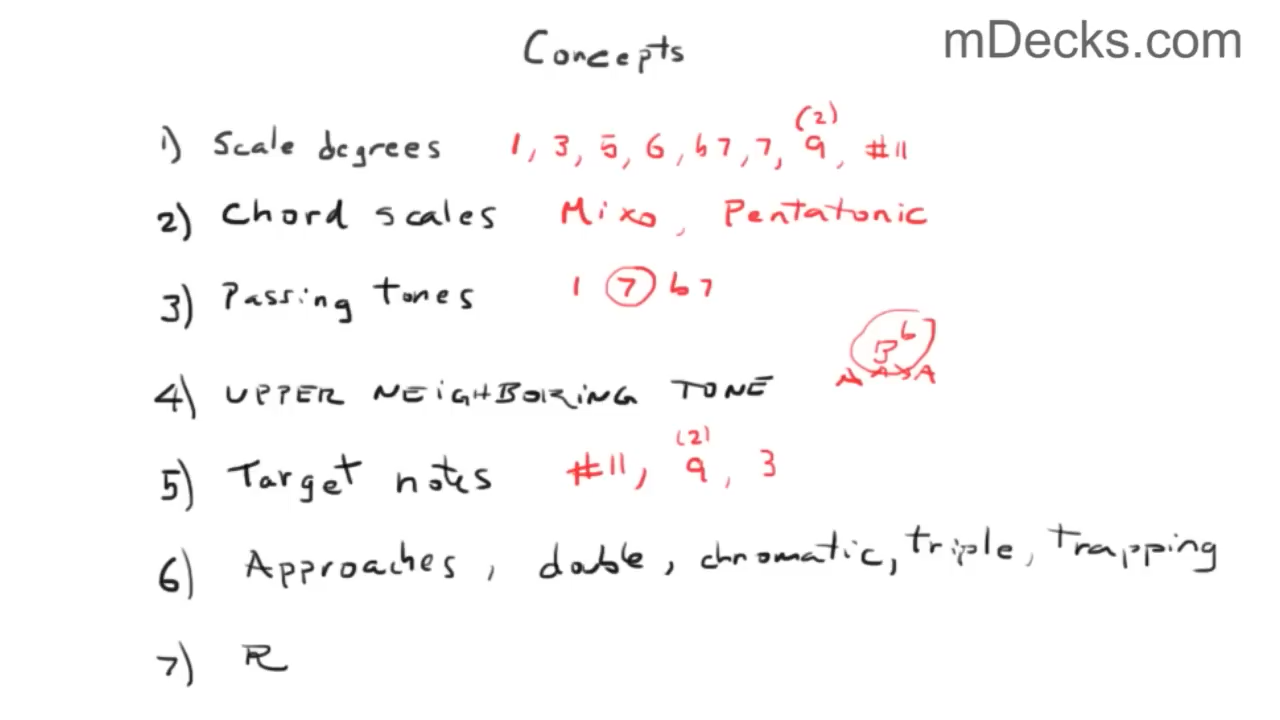 mDecks.com
Concepts
(2)
1) Scale degrees 1, 3, 5, 6, b7, 7, 9, #11
2) Chord scales Mixo, Pentatonic
3) Passing tones 1 7 b7
5 6
4) UPPER NEIGHBORING TONE
(2)
5) Target notes #11, 9, 3
6) Approaches, double, chromatic, triple, Trapping
7) R